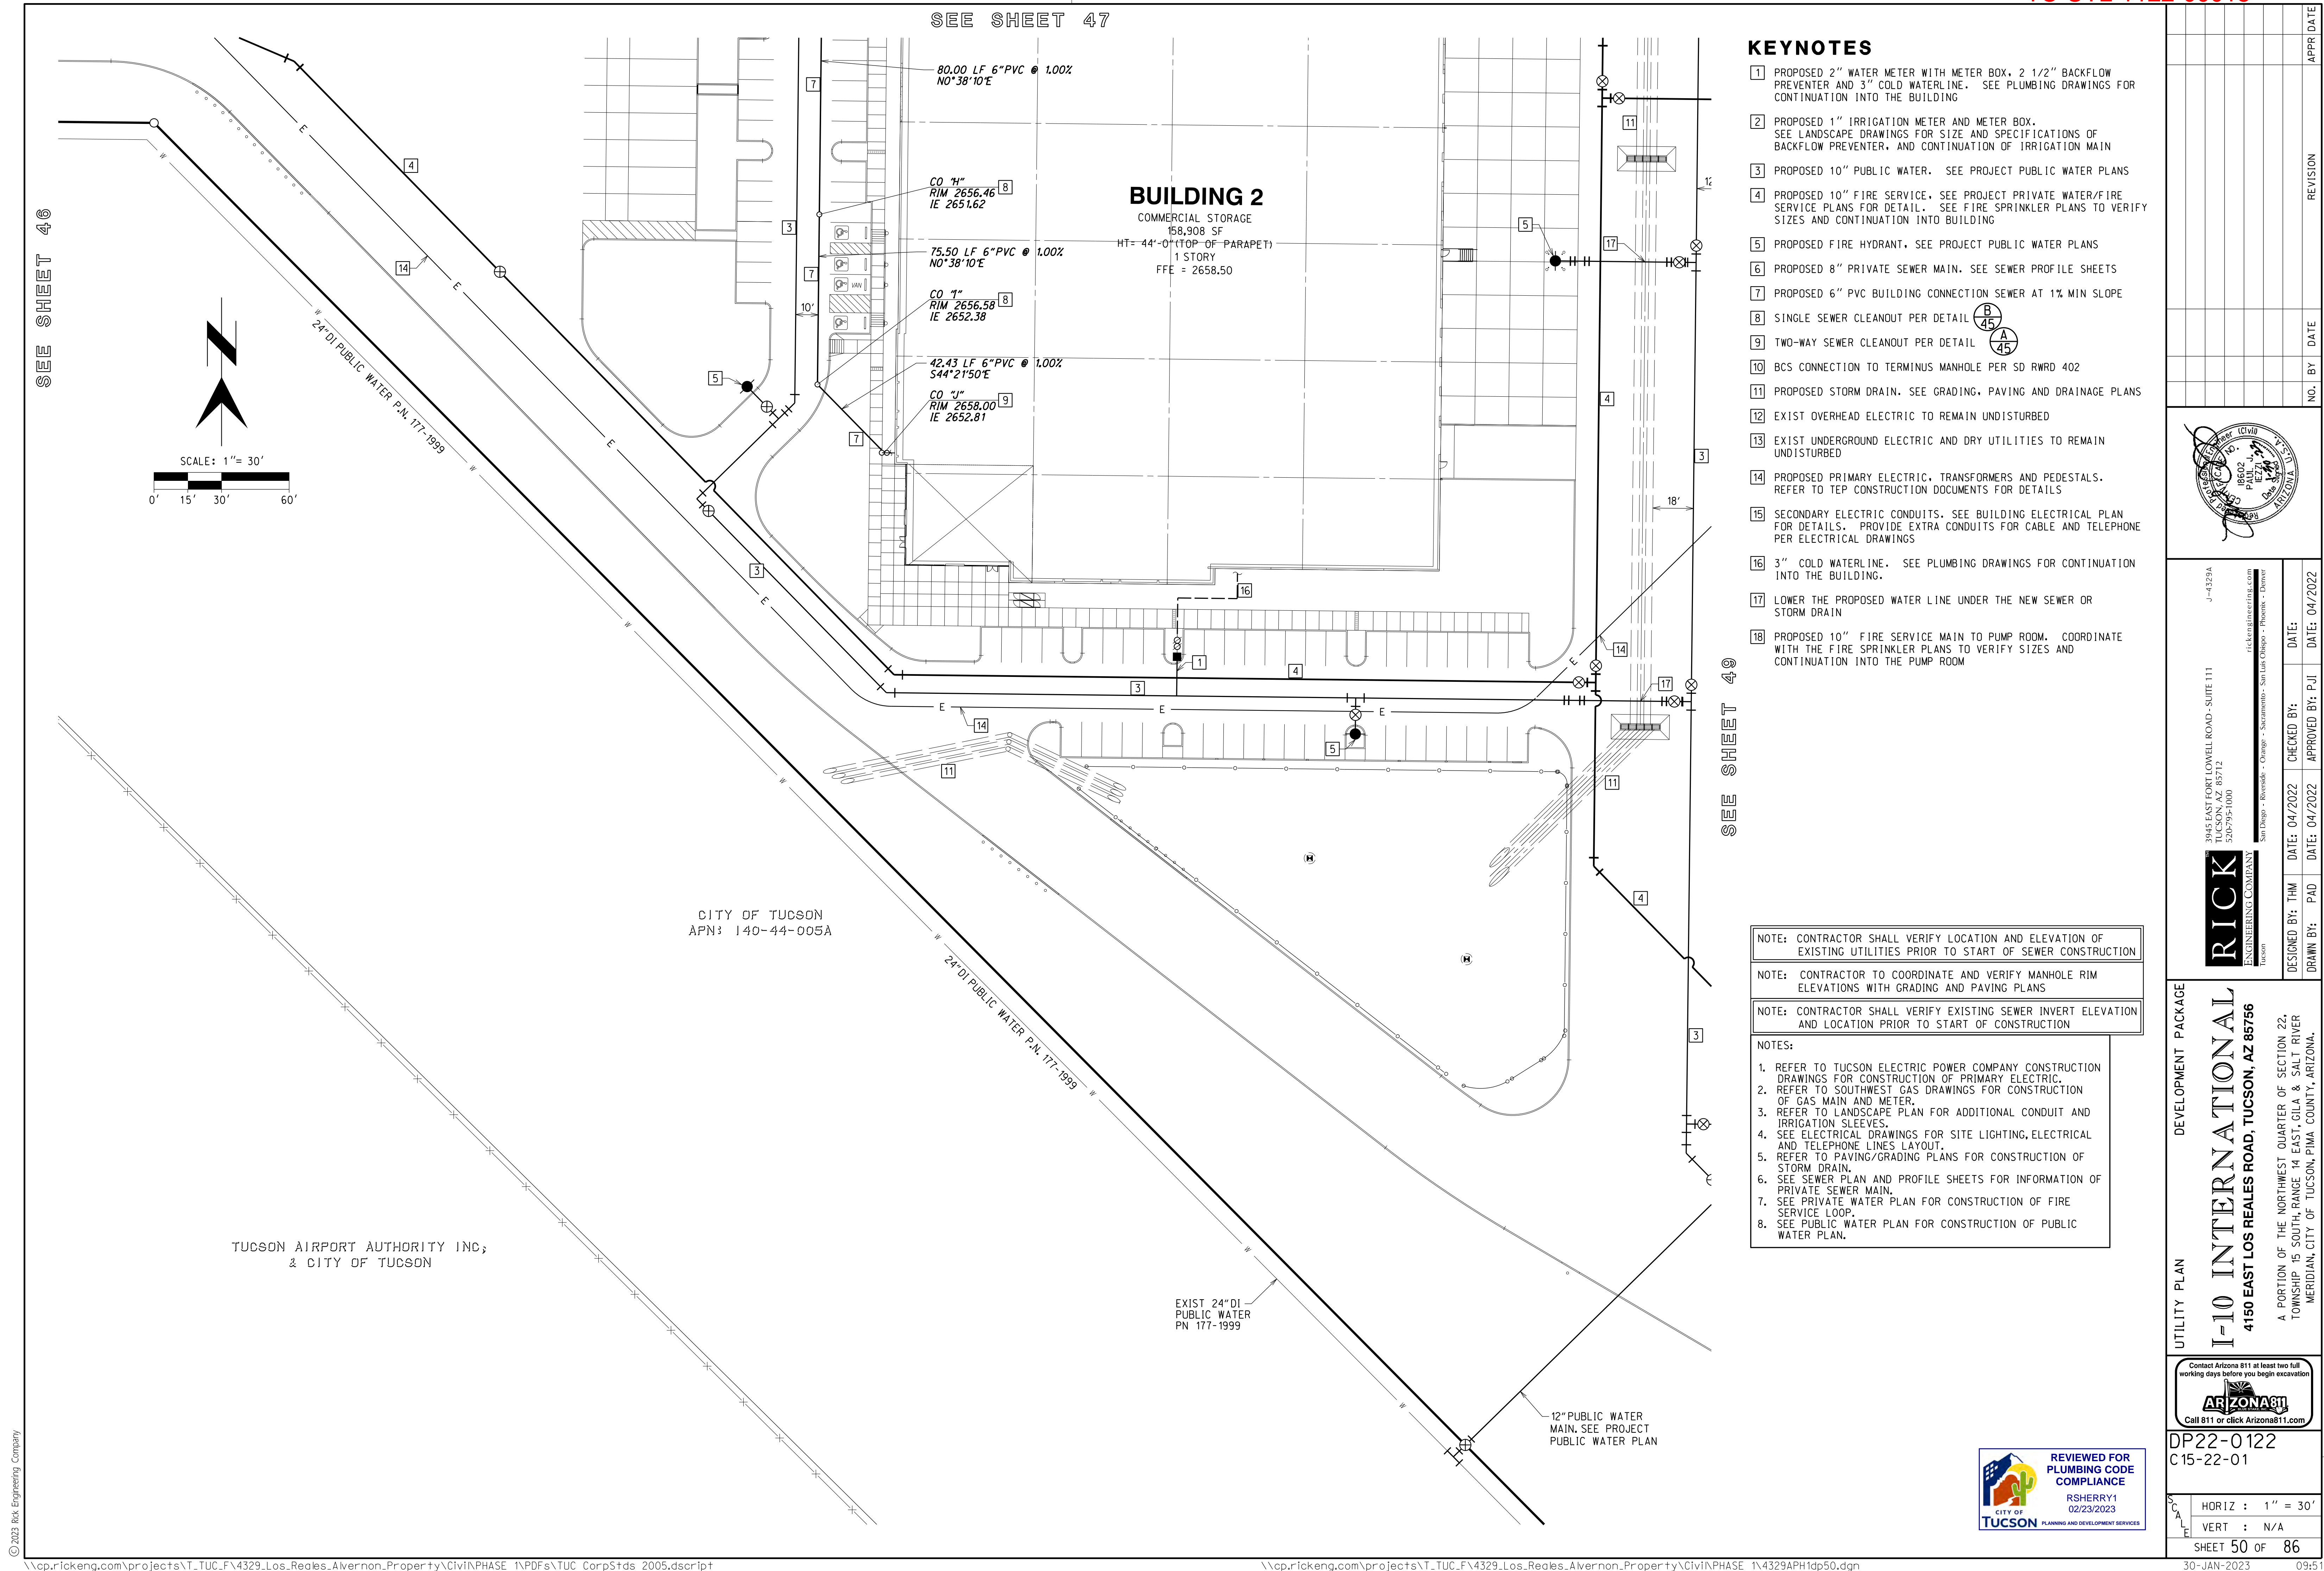 SEE SHEET 47
SEE SHEET 46
SEE SHEET 49
N
SCALE: 1"= 30'
0' 15' 30' 60'
80.00 LF 6"PVC @ 1.00%
N0°38'10"E
CO "H"
RIM 2656.46
IE 2651.62
8
75.50 LF 6"PVC @ 1.00%
N0°38'10"E
CO "I"
RIM 2656.58
IE 2652.38
8
42.43 LF 6"PVC @ 1.00%
S44°21'50"E
CO "J"
RIM 2658.00
IE 2652.81
9
BUILDING 2
COMMERCIAL STORAGE
158,908 SF
HT= 44'-0"(TOP OF PARAPET)
1 STORY
FFE = 2658.50
VAN
10'
18'
24"DI PUBLIC WATER P.N. 177-1999
24"DI PUBLIC WATER P.N. 177-1999
CITY OF TUCSON
APN: 140-44-005A
TUCSON AIRPORT AUTHORITY INC;
& CITY OF TUCSON
EXIST 24"DI
PUBLIC WATER
PN 177-1999
12"PUBLIC WATER
MAIN. SEE PROJECT
PUBLIC WATER PLAN
KEYNOTES
1 PROPOSED 2" WATER METER WITH METER BOX, 2 1/2" BACKFLOW
PREVENTER AND 3" COLD WATERLINE. SEE PLUMBING DRAWINGS FOR
CONTINUATION INTO THE BUILDING
2 PROPOSED 1" IRRIGATION METER AND METER BOX.
SEE LANDSCAPE DRAWINGS FOR SIZE AND SPECIFICATIONS OF
BACKFLOW PREVENTER, AND CONTINUATION OF IRRIGATION MAIN
3 PROPOSED 10" PUBLIC WATER. SEE PROJECT PUBLIC WATER PLANS
4 PROPOSED 10" FIRE SERVICE. SEE PROJECT PRIVATE WATER/FIRE
SERVICE PLANS FOR DETAIL. SEE FIRE SPRINKLER PLANS TO VERIFY
SIZES AND CONTINUATION INTO BUILDING
5 PROPOSED FIRE HYDRANT. SEE PROJECT PUBLIC WATER PLANS
6 PROPOSED 8" PRIVATE SEWER MAIN. SEE SEWER PROFILE SHEETS
7 PROPOSED 6" PVC BUILDING CONNECTION SEWER AT 1% MIN SLOPE
8 SINGLE SEWER CLEANOUT PER DETAIL B 45
9 TWO-WAY SEWER CLEANOUT PER DETAIL A 45
10 BCS CONNECTION TO TERMINUS MANHOLE PER SD RWRD 402
11 PROPOSED STORM DRAIN. SEE GRADING, PAVING AND DRAINAGE PLANS
12 EXIST OVERHEAD ELECTRIC TO REMAIN UNDISTURBED
13 EXIST UNDERGROUND ELECTRIC AND DRY UTILITIES TO REMAIN
UNDISTURBED
14 PROPOSED PRIMARY ELECTRIC, TRANSFORMERS AND PEDESTALS.
REFER TO TEP CONSTRUCTION DOCUMENTS FOR DETAILS
15 SECONDARY ELECTRIC CONDUITS. SEE BUILDING ELECTRICAL PLAN
FOR DETAILS. PROVIDE EXTRA CONDUITS FOR CABLE AND TELEPHONE
PER ELECTRICAL DRAWINGS
16 3" COLD WATERLINE. SEE PLUMBING DRAWINGS FOR CONTINUATION
INTO THE BUILDING.
17 LOWER THE PROPOSED WATER LINE UNDER THE NEW SEWER OR
STORM DRAIN
18 PROPOSED 10" FIRE SERVICE MAIN TO PUMP ROOM. COORDINATE
WITH THE FIRE SPRINKLER PLANS TO VERIFY SIZES AND
CONTINUATION INTO THE PUMP ROOM
NOTE: CONTRACTOR SHALL VERIFY LOCATION AND ELEVATION OF
EXISTING UTILITIES PRIOR TO START OF SEWER CONSTRUCTION
NOTE: CONTRACTOR TO COORDINATE AND VERIFY MANHOLE RIM
ELEVATIONS WITH GRADING AND PAVING PLANS
NOTE: CONTRACTOR SHALL VERIFY EXISTING SEWER INVERT ELEVATION
AND LOCATION PRIOR TO START OF CONSTRUCTION
NOTES:
1. REFER TO TUCSON ELECTRIC POWER COMPANY CONSTRUCTION
DRAWINGS FOR CONSTRUCTION OF PRIMARY ELECTRIC.
2. REFER TO SOUTHWEST GAS DRAWINGS FOR CONSTRUCTION
OF GAS MAIN AND METER.
3. REFER TO LANDSCAPE PLAN FOR ADDITIONAL CONDUIT AND
IRRIGATION SLEEVES.
4. SEE ELECTRICAL DRAWINGS FOR SITE LIGHTING, ELECTRICAL
AND TELEPHONE LINES LAYOUT.
5. REFER TO PAVING/GRADING PLANS FOR CONSTRUCTION OF
STORM DRAIN.
6. SEE SEWER PLAN AND PROFILE SHEETS FOR INFORMATION OF
PRIVATE SEWER MAIN.
7. SEE PRIVATE WATER PLAN FOR CONSTRUCTION OF FIRE
SERVICE LOOP.
8. SEE PUBLIC WATER PLAN FOR CONSTRUCTION OF PUBLIC
WATER PLAN.
CITY OF
TUCSON
REVIEWED FOR
PLUMBING CODE
COMPLIANCE
RSHERRY1
02/23/2023
PLANNING AND DEVELOPMENT SERVICES
NO. BY DATE REVISION APPR DATE
18602
PAUL J.
IEZZI
ARIZONA U.S.A.
RICK
ENGINEERING COMPANY
Tucson
3945 EAST FORT LOWELL ROAD - SUITE 111
TUCSON, AZ 85712
520-795-1000
J-4329A
rickengineering.com
San Diego - Riverside - Orange - Sacramento - San Luis Obispo - Phoenix - Denver
DESIGNED BY: THM DATE: 04/2022 CHECKED BY: DATE:
DRAWN BY: PAD DATE: 04/2022 APPROVED BY: PJI DATE: 04/2022
UTILITY PLAN DEVELOPMENT PACKAGE
I-10 INTERNATIONAL
4150 EAST LOS REALES ROAD, TUCSON, AZ 85756
A PORTION OF THE NORTHWEST QUARTER OF SECTION 22,
TOWNSHIP 15 SOUTH, RANGE 14 EAST, GILA & SALT RIVER
MERIDIAN, CITY OF TUCSON, PIMA COUNTY, ARIZONA.
Contact Arizona 811 at least two full
working days before you begin excavation
ARIZONA811
Call 811 or click Arizona811.com
DP22-0122
C15-22-01
SCALE
HORIZ : 1" = 30'
VERT : N/A
SHEET 50 OF 86
©2023 Rick Engineering Company
\\cp.rickeng.com\projects\T_TUC_F\4329_Los_Reales_Alvernon_Property\Civil\PHASE 1\PDFs\TUC CorpStds 2005.dscript
\\cp.rickeng.com\projects\T_TUC_F\4329_Los_Reales_Alvernon_Property\Civil\PHASE 1\4329APH1dp50.dgn
30-JAN-2023 09:51